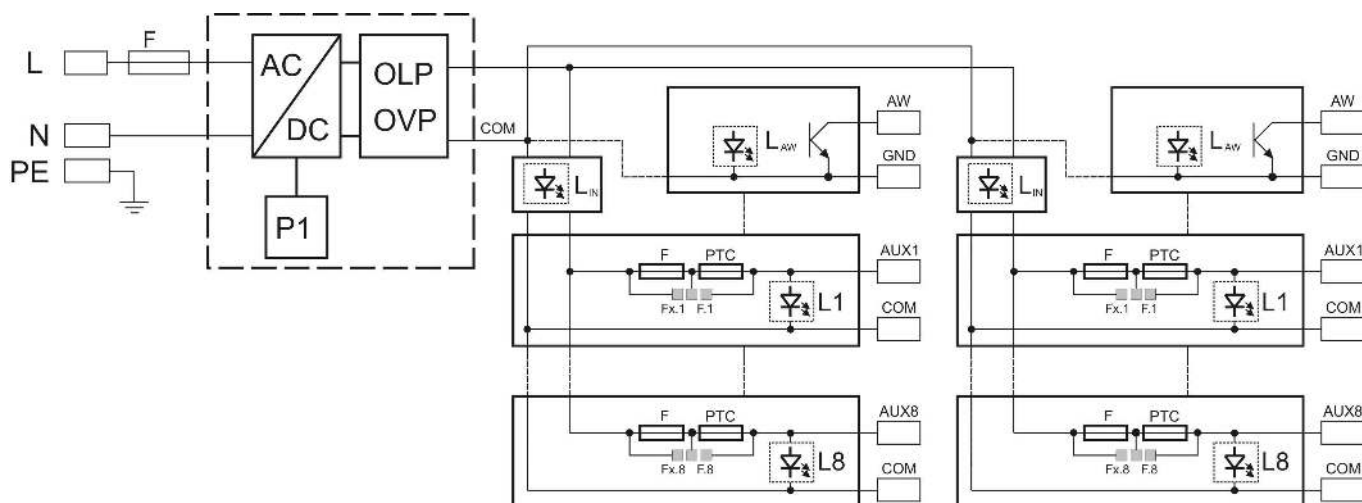 L
F
N
PE
AC
DC
OLP
OVP
P1
COM
L IN
L AW
AW
GND
F
PTC
Fx.1
F.1
L1
AUX1
COM
F
PTC
Fx.8
F.8
L8
AUX8
COM
L IN
L AW
AW
GND
F
PTC
Fx.1
F.1
L1
AUX1
COM
F
PTC
Fx.8
F.8
L8
AUX8
COM